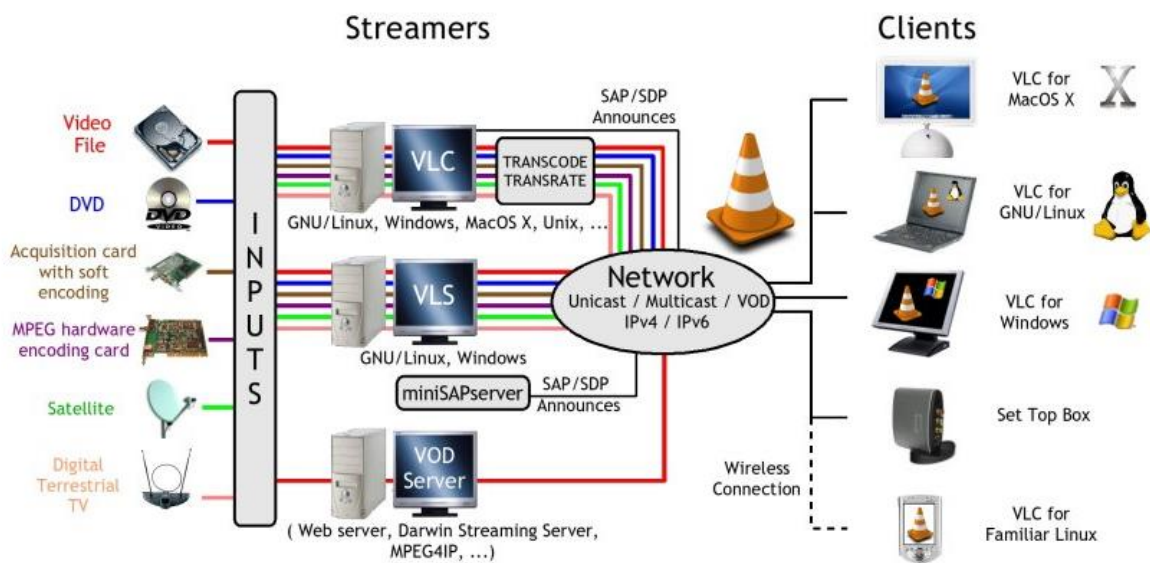 Streamers
Clients
Video
File
DVD
DVD
VIDEO
Acquisition card
with soft
encoding
MPEG hardware
encoding card
Satellite
Digital
Terrestrial
TV
INPUTS
VLC
TRANSCODE
TRANSRATE
SAP/SDP
Announces
GNU/Linux, Windows, MacOS X, Unix, ...
VLS
GNU/Linux, Windows
Network
Unicast / Multicast / VOD
IPv4 / IPv6
miniSAPserver
SAP/SDP
Announces
VOD
Server
( Web server, Darwin Streaming Server,
MPEG4IP, ...)
Wireless
Connection
VLC for
MacOS X
X
VLC for
GNU/Linux
VLC for
Windows
Set Top Box
VLC for
Familiar Linux